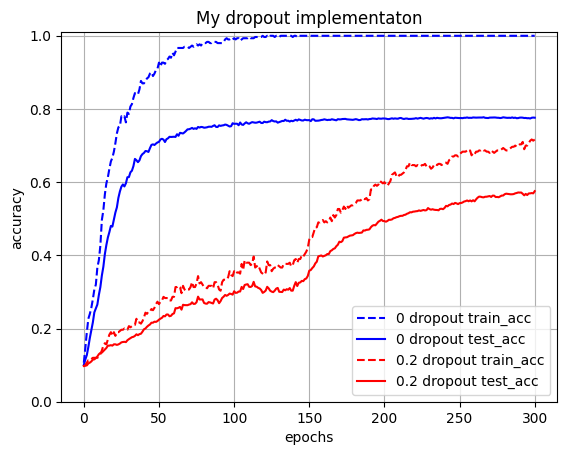 My dropout implementaton
1.0
0.8
0.6
0.4
0.2
0.0
accuracy
0 dropout train_acc
0 dropout test_acc
0.2 dropout train_acc
0.2 dropout test_acc
0 50 100 150 200 250 300
epochs